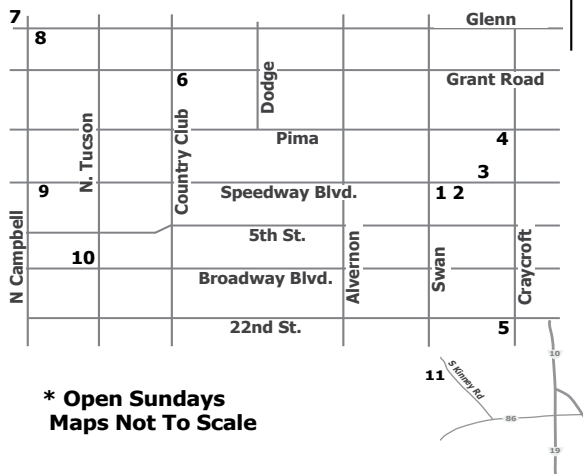 7
Glenn
8
6
Grant Road
Dodge
N. Tucson
Country Club
Pima
4
3
9
Speedway Blvd.
1 2
5th St.
N Campbell
10
Broadway Blvd.
Alvernon
Swan
Craycroft
22nd St.
5
10
11
S Kinney Rd
* Open Sundays
Maps Not To Scale
86
19